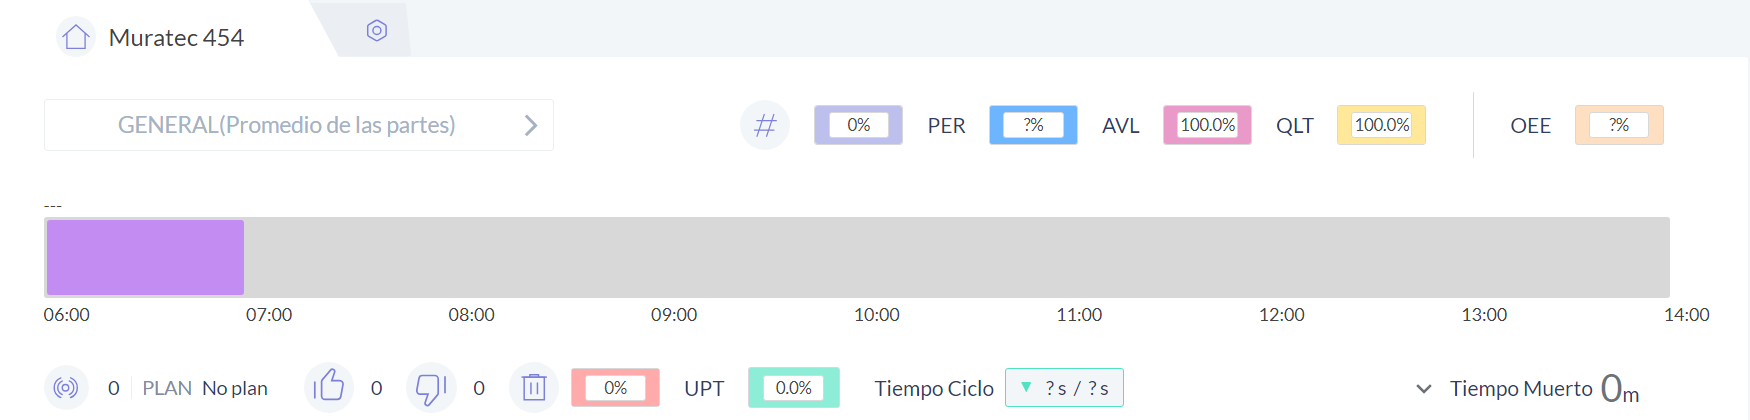 Muratec 454
GENERAL(Promedio de las partes)
# 0% PER ?% AVL 100.0% QLT 100.0% OEE ?%
---
06:00 07:00 08:00 09:00 10:00 11:00 12:00 13:00 14:00
0 PLAN No plan 0 0 0% UPT 0.0% Tiempo Ciclo ▼ ? s / ? s Tiempo Muerto 0m